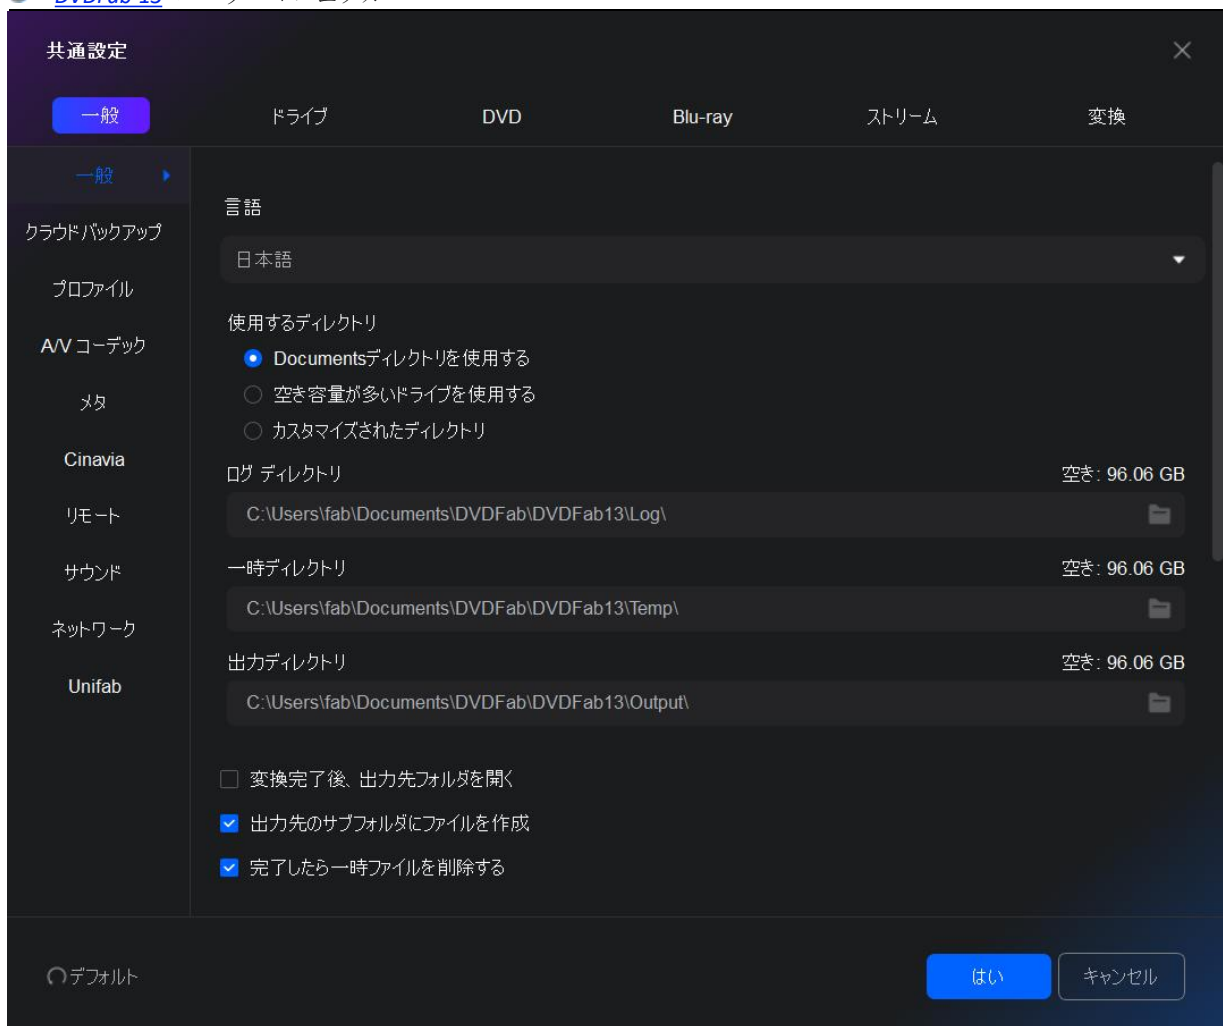 DVDFab 13
共通設定
一般 ドライブ DVD Blu-ray ストリーム 変換
一般
クラウドバックアップ
プロファイル
A/V コーデック
メタ
Cinavia
リモート
サウンド
ネットワーク
Unifab
言語
日本語
使用するディレクトリ
Documentsディレクトリを使用する
空き容量が多いドライブを使用する
カスタマイズされたディレクトリ
ログ ディレクトリ 空き: 96.06 GB
C:\Users\fab\Documents\DVDFab\DVDFab13\Log\
一時ディレクトリ 空き: 96.06 GB
C:\Users\fab\Documents\DVDFab\DVDFab13\Temp\
出力ディレクトリ 空き: 96.06 GB
C:\Users\fab\Documents\DVDFab\DVDFab13\Output\
変換完了後、出力先フォルダを開く
出力先のサブフォルダにファイルを作成
完了したら一時ファイルを削除する
デフォルト はい キャンセル